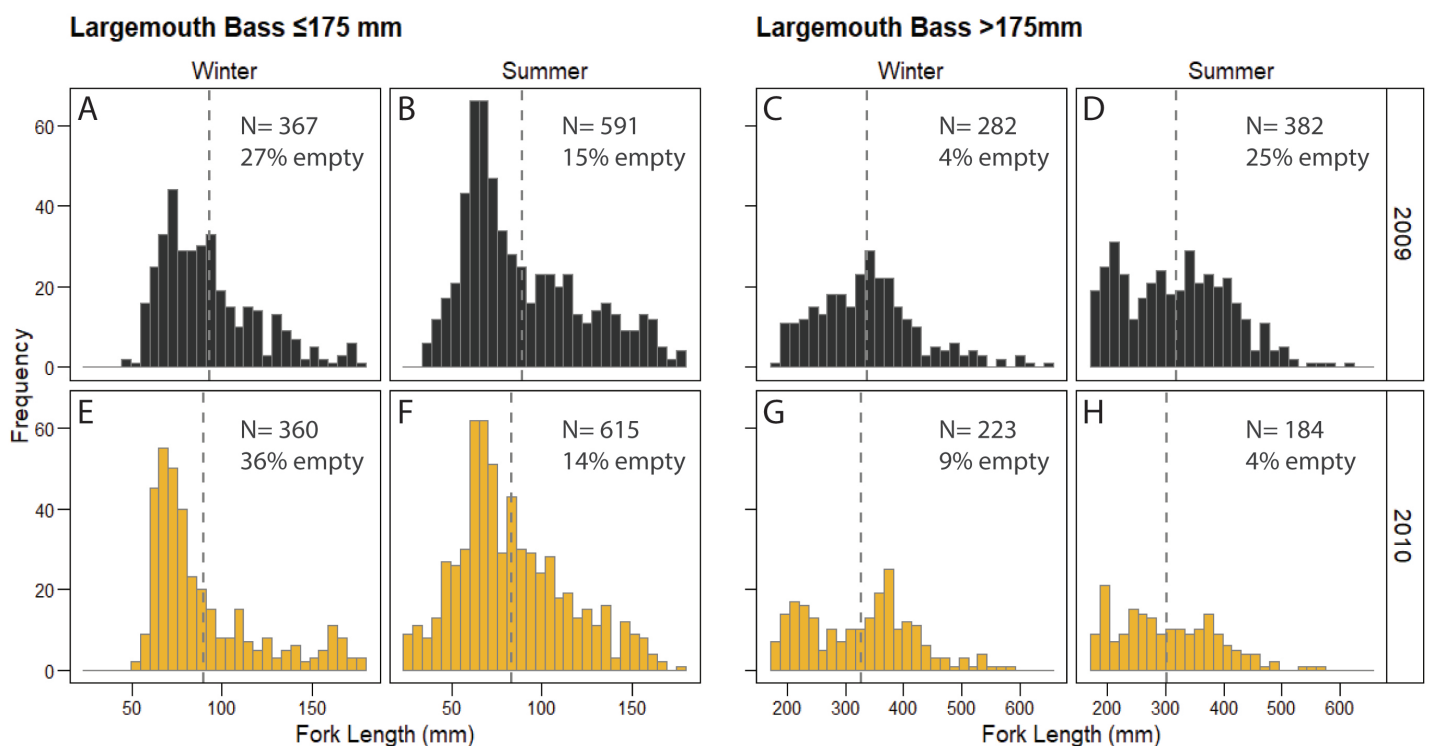 Largemouth Bass ≤175 mm
Largemouth Bass >175mm
Winter
Summer
Winter
Summer
A
N= 367
27% empty
B
N= 591
15% empty
C
N= 282
4% empty
D
N= 382
25% empty
2009
60
40
20
0
Frequency
E
N= 360
36% empty
F
N= 615
14% empty
G
N= 223
9% empty
H
N= 184
4% empty
2010
60
40
20
0
50 100 150
50 100 150
200 300 400 500 600
200 300 400 500 600
Fork Length (mm)
Fork Length (mm)